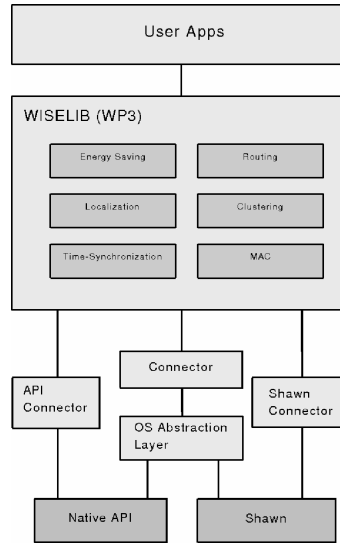 User Apps
WISELIB (WP3)
Energy Saving
Routing
Localization
Clustering
Time-Synchronization
MAC
API
Connector
Connector
Shawn
Connector
OS Abstraction
Layer
Native API
Shawn